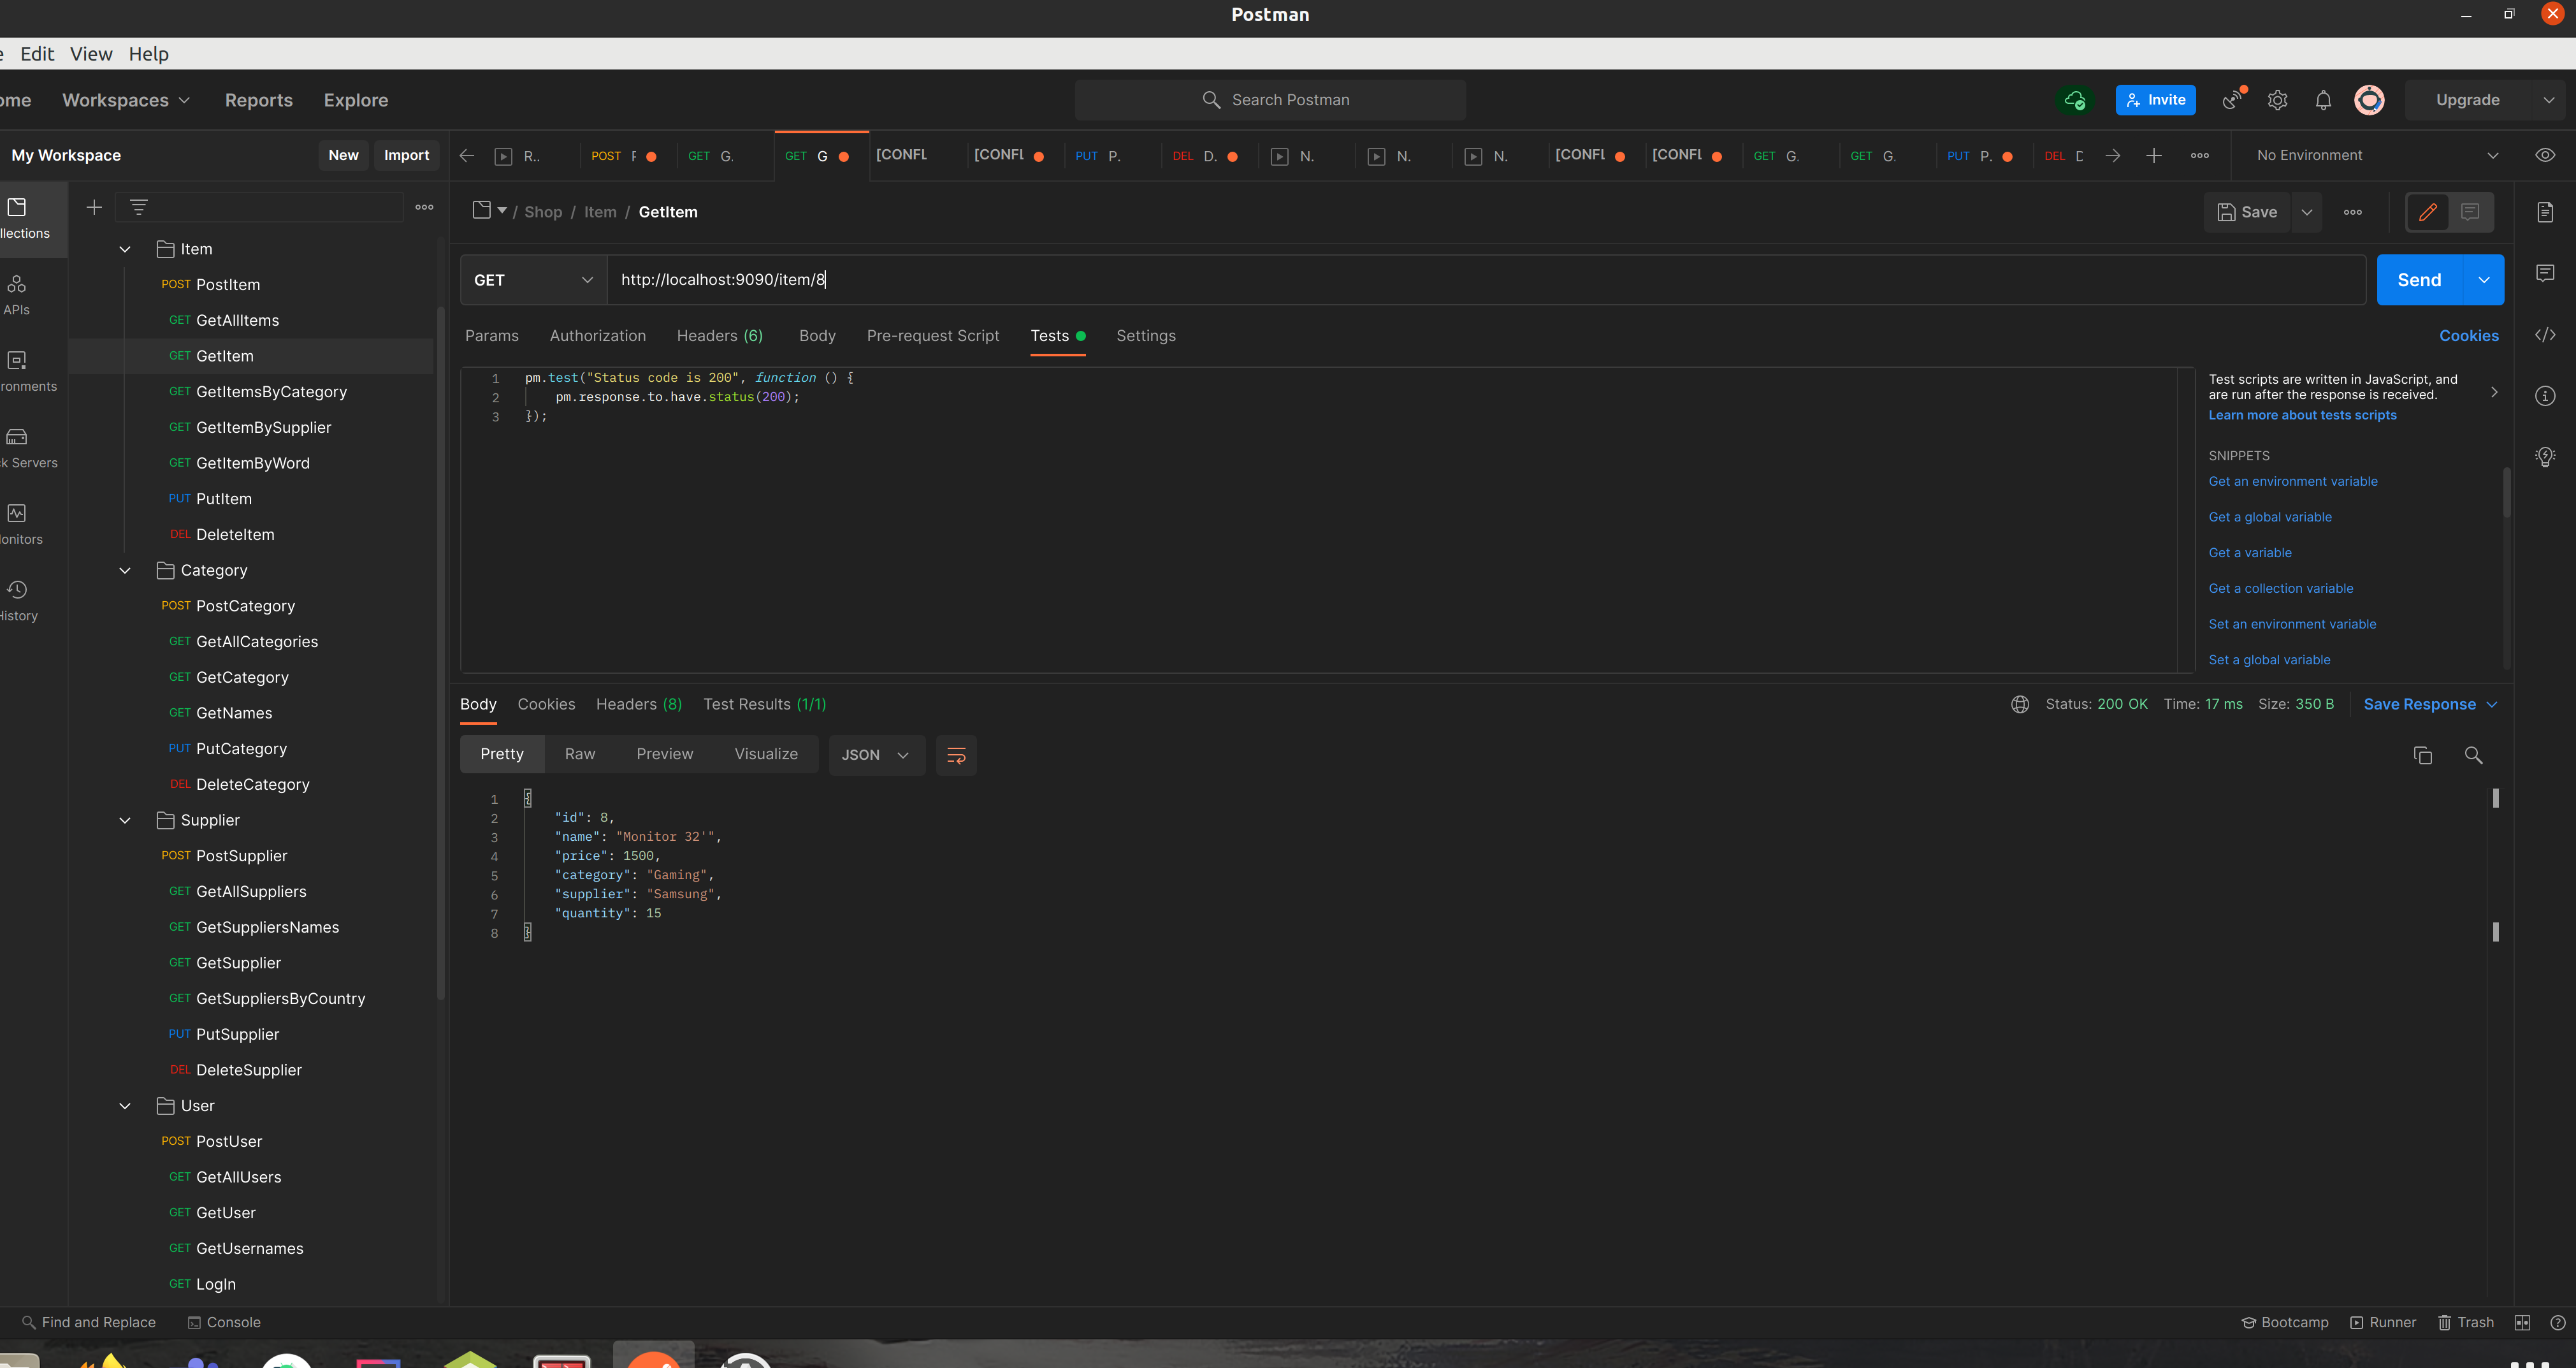 Postman
e Edit View Help
ome Workspaces Reports Explore
Search Postman
Invite
Upgrade
My Workspace
New
Import
R..
POST F
GET G.
GET G
[CONFL
[CONFL
PUT P.
DEL D.
N.
N.
N.
[CONFL
[CONFL
GET G.
GET G.
PUT P.
DEL D
No Environment
llections
APIs
ronments
k Servers
onitors
History
Item
POST PostItem
GET GetAllItems
GET GetItem
GET GetItemsByCategory
GET GetItemBySupplier
GET GetItemByWord
PUT PutItem
DEL DeleteItem
Category
POST PostCategory
GET GetAllCategories
GET GetCategory
GET GetNames
PUT PutCategory
DEL DeleteCategory
Supplier
POST PostSupplier
GET GetAllSuppliers
GET GetSuppliersNames
GET GetSupplier
GET GetSuppliersByCountry
PUT PutSupplier
DEL DeleteSupplier
User
POST PostUser
GET GetAllUsers
GET GetUser
GET GetUsernames
GET LogIn
/ Shop / Item / GetItem
Save
GET
http://localhost:9090/item/8
Send
Params Authorization Headers (6) Body Pre-request Script Tests Settings
Cookies
1 pm.test("Status code is 200", function () {
2 pm.response.to.have.status(200);
3 });
Test scripts are written in JavaScript, and
are run after the response is received.
Learn more about tests scripts
SNIPPETS
Get an environment variable
Get a global variable
Get a variable
Get a collection variable
Set an environment variable
Set a global variable
Body Cookies Headers (8) Test Results (1/1)
Status: 200 OK Time: 17 ms Size: 350 B
Save Response
Pretty Raw Preview Visualize
JSON
1 {
2 "id": 8,
3 "name": "Monitor 32'",
4 "price": 1500,
5 "category": "Gaming",
6 "supplier": "Samsung",
7 "quantity": 15
8 }
Find and Replace Console
Bootcamp Runner Trash